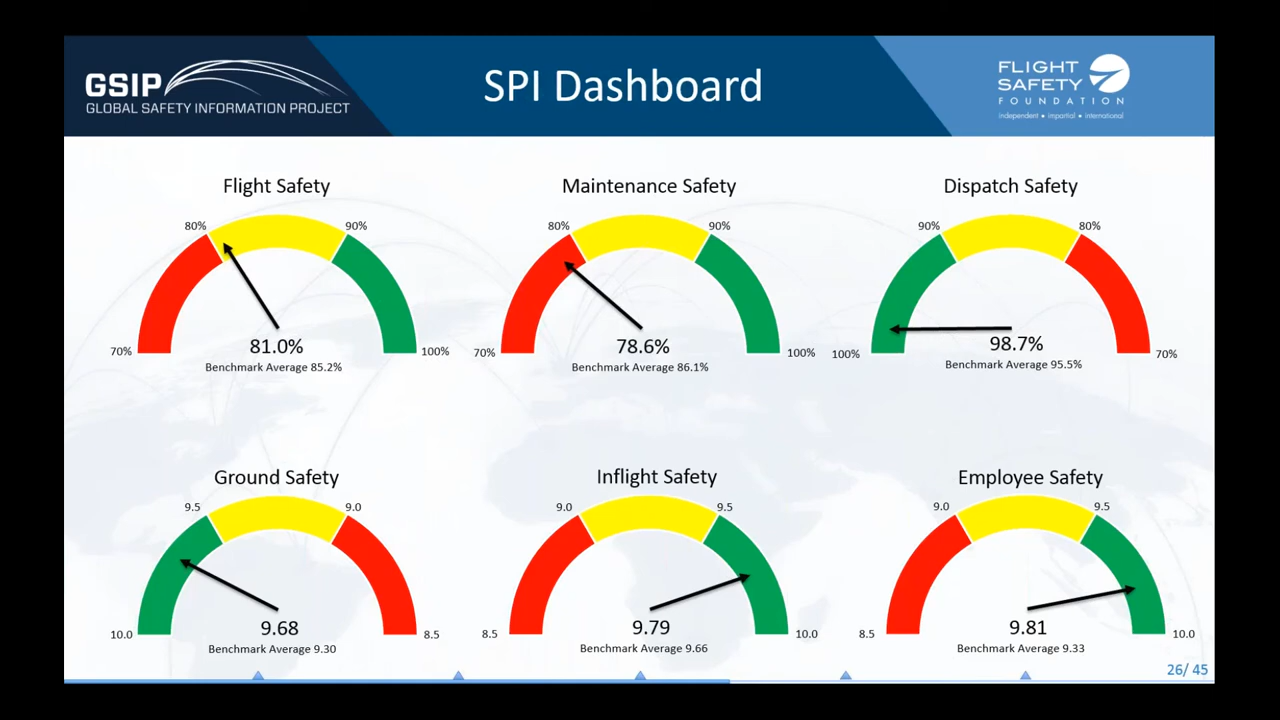 GSIP
GLOBAL SAFETY INFORMATION PROJECT
SPI Dashboard
FLIGHT
SAFETY
FOUNDATION
independent • impartial • international
Flight Safety
80%
90%
70%
100%
81.0%
Benchmark Average 85.2%
Maintenance Safety
80%
90%
70%
100%
78.6%
Benchmark Average 86.1%
Dispatch Safety
90%
80%
100%
70%
98.7%
Benchmark Average 95.5%
Ground Safety
9.5
9.0
10.0
8.5
9.68
Benchmark Average 9.30
Inflight Safety
9.0
9.5
8.5
10.0
9.79
Benchmark Average 9.66
Employee Safety
9.0
9.5
8.5
10.0
9.81
Benchmark Average 9.33
26/ 45